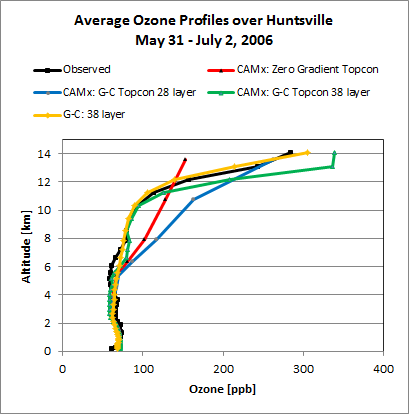 Average Ozone Profiles over Huntsville
May 31 - July 2, 2006
Observed
CAMx: Zero Gradient Topcon
CAMx: G-C Topcon 28 layer
CAMx: G-C Topcon 38 layer
G-C: 38 layer
Altitude [km]
14
12
10
8
6
4
2
0
0 100 200 300 400
Ozone [ppb]